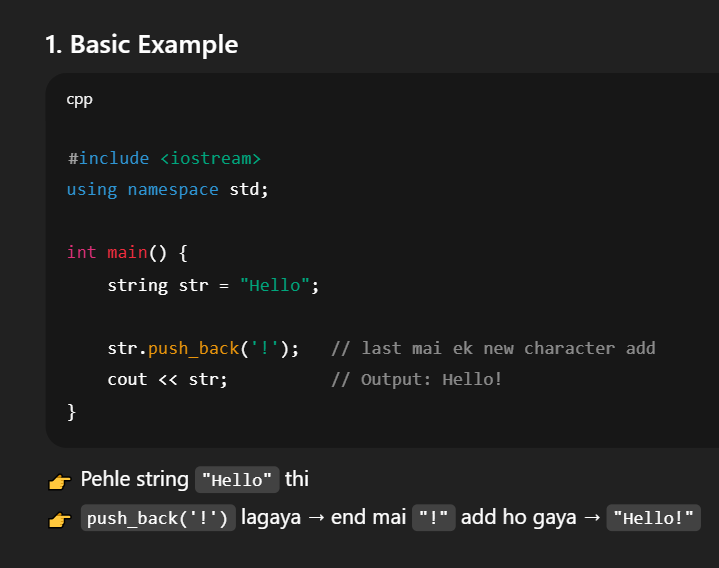 1. Basic Example
cpp
#include <iostream>
using namespace std;
int main() {
    string str = "Hello";
    str.push_back('!');   // last mai ek new character add
    cout << str;          // Output: Hello!
}
👉 Pehle string "Hello" thi
👉 push_back('!') lagaya → end mai "!" add ho gaya → "Hello!"